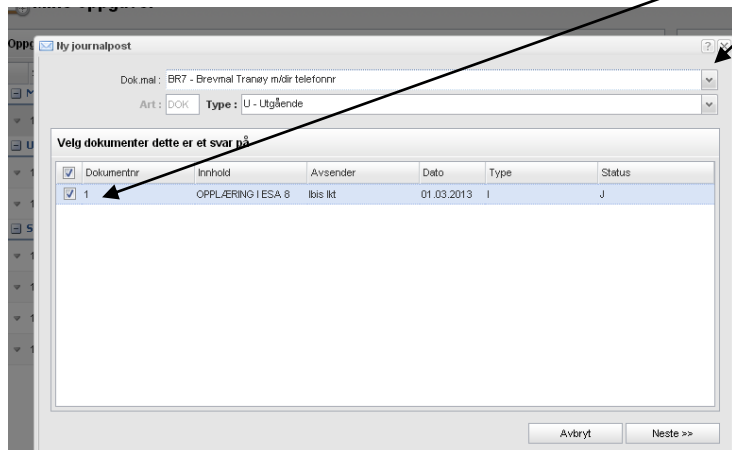 Oppg
Ny journalpost
Dok.mal : BR7 - Brevmal Tranøy m/dir telefonnr
Art : DOK Type : U - Utgående
Velg dokumenter dette er et svar på
Dokumentnr Innhold Avsender Dato Type Status
1 OPPLÆRING I ESA 8 Ibis Ikt 01.03.2013 I J
Avbryt Neste >>